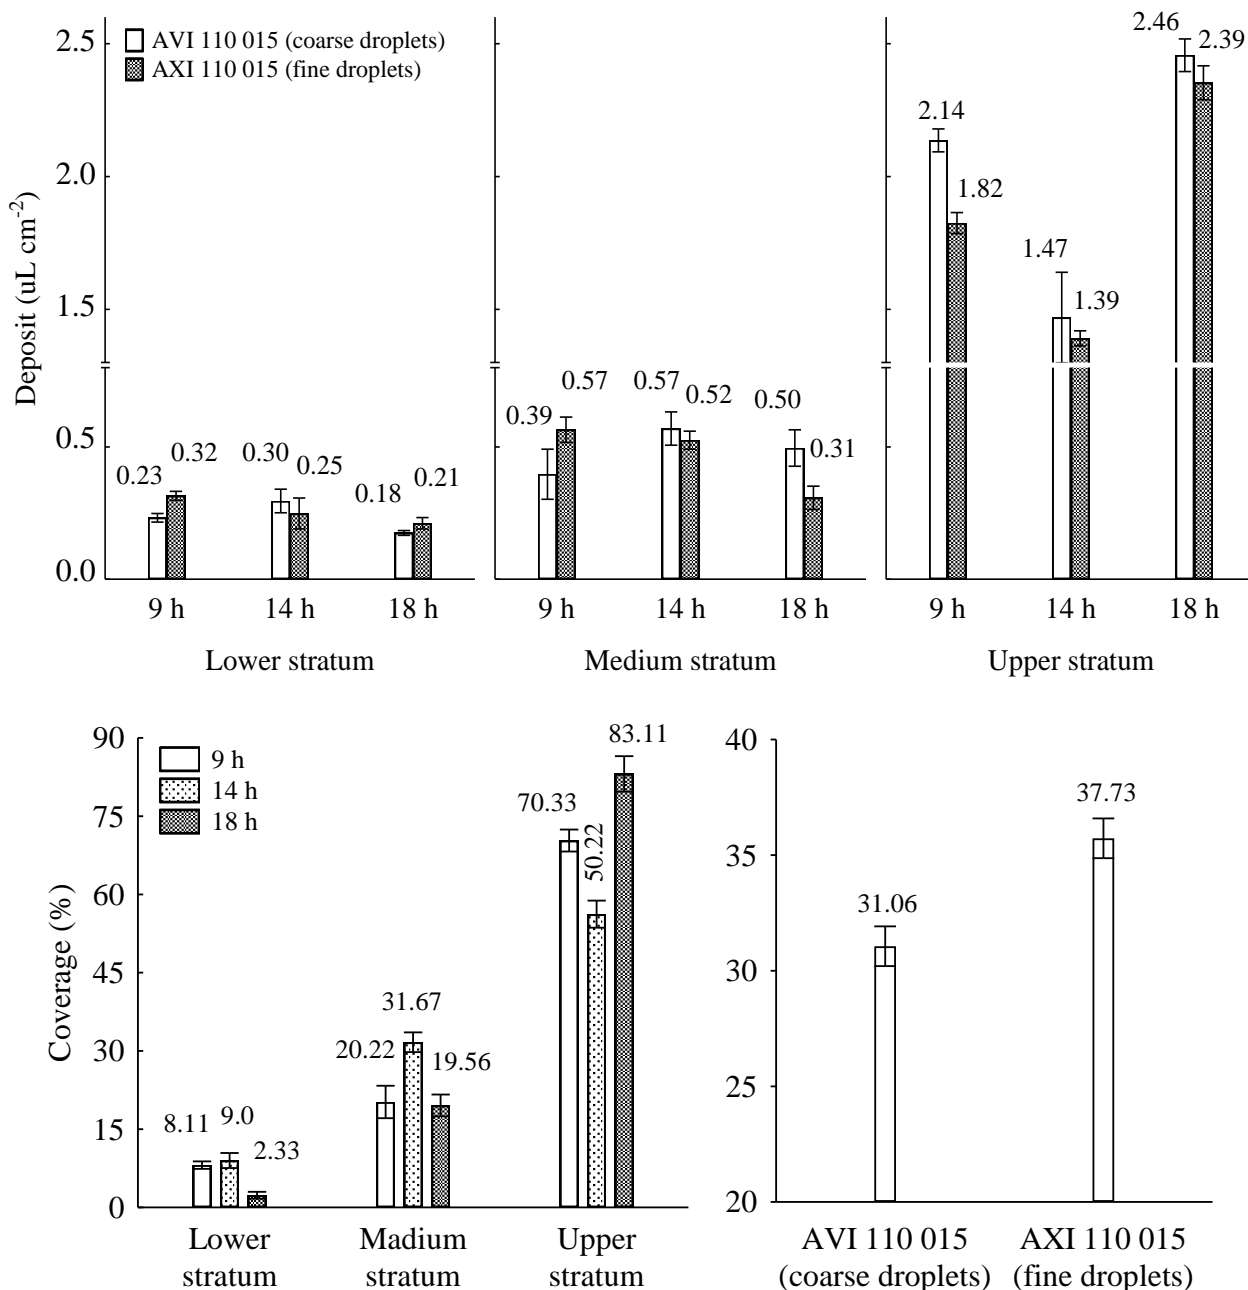 AVI 110 015 (coarse droplets)
AXI 110 015 (fine droplets)
Deposit (uL cm-2)
2.5
2.0
1.5
0.5
0.0
0.23
0.32
0.30
0.25
0.18
0.21
0.39
0.57
0.57
0.52
0.50
0.31
2.14
1.82
1.47
1.39
2.46
2.39
9 h 14 h 18 h
9 h 14 h 18 h
9 h 14 h 18 h
Lower stratum
Medium stratum
Upper stratum
9 h
14 h
18 h
Coverage (%)
90
75
60
45
30
15
0
8.11
9.0
2.33
20.22
31.67
19.56
70.33
50.22
83.11
Lower
stratum
Madium
stratum
Upper
stratum
40
35
30
25
20
31.06
37.73
AVI 110 015
(coarse droplets)
AXI 110 015
(fine droplets)